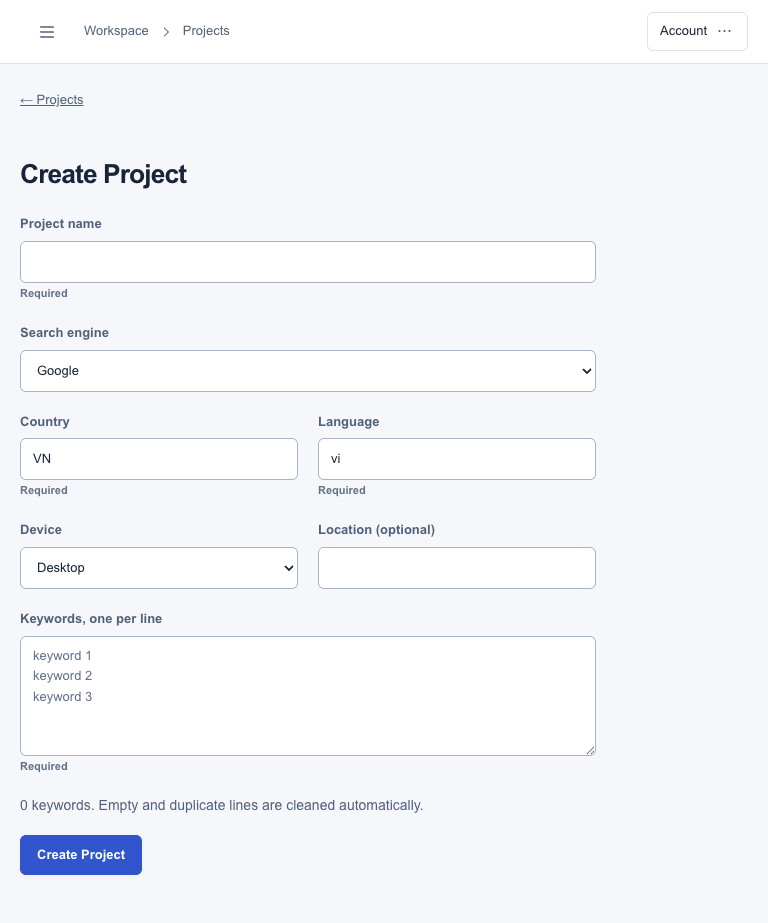 Workspace > Projects
Account ...
← Projects
Create Project
Project name
Required
Search engine
Google
Country
Language
VN
vi
Required
Required
Device
Location (optional)
Desktop
Keywords, one per line
keyword 1
keyword 2
keyword 3
Required
0 keywords. Empty and duplicate lines are cleaned automatically.
Create Project